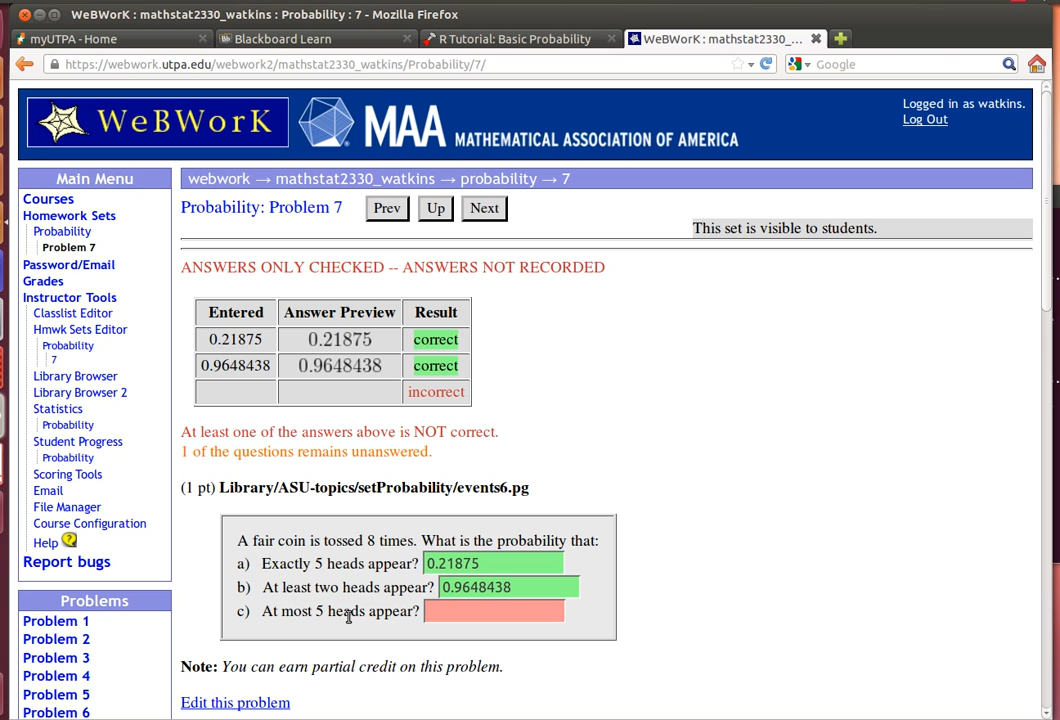 WeBWorK : mathstat2330_watkins : Probability : 7 - Mozilla Firefox
myUTPA - Home
Blackboard Learn
R Tutorial: Basic Probability
WeBWorK : mathstat2330_...
https://webwork.utpa.edu/webwork2/mathstat2330_watkins/Probability/7/
Google
WeBWorK
MAA MATHEMATICAL ASSOCIATION OF AMERICA
Logged in as watkins.
Log Out
Main Menu
Courses
Homework Sets
Probability
Problem 7
Password/Email
Grades
Instructor Tools
Classlist Editor
Hmwk Sets Editor
Probability
7
Library Browser
Library Browser 2
Statistics
Probability
Student Progress
Probability
Scoring Tools
Email
File Manager
Course Configuration
Help
Report bugs
Problems
Problem 1
Problem 2
Problem 3
Problem 4
Problem 5
Problem 6
webwork → mathstat2330_watkins → probability → 7
Probability: Problem 7
Prev
Up
Next
This set is visible to students.
ANSWERS ONLY CHECKED -- ANSWERS NOT RECORDED
Entered Answer Preview Result
0.21875 0.21875 correct
0.9648438 0.9648438 correct
incorrect
At least one of the answers above is NOT correct.
1 of the questions remains unanswered.
(1 pt) Library/ASU-topics/setProbability/events6.pg
A fair coin is tossed 8 times. What is the probability that:
a) Exactly 5 heads appear? 0.21875
b) At least two heads appear? 0.9648438
c) At most 5 heads appear?
Note: You can earn partial credit on this problem.
Edit this problem